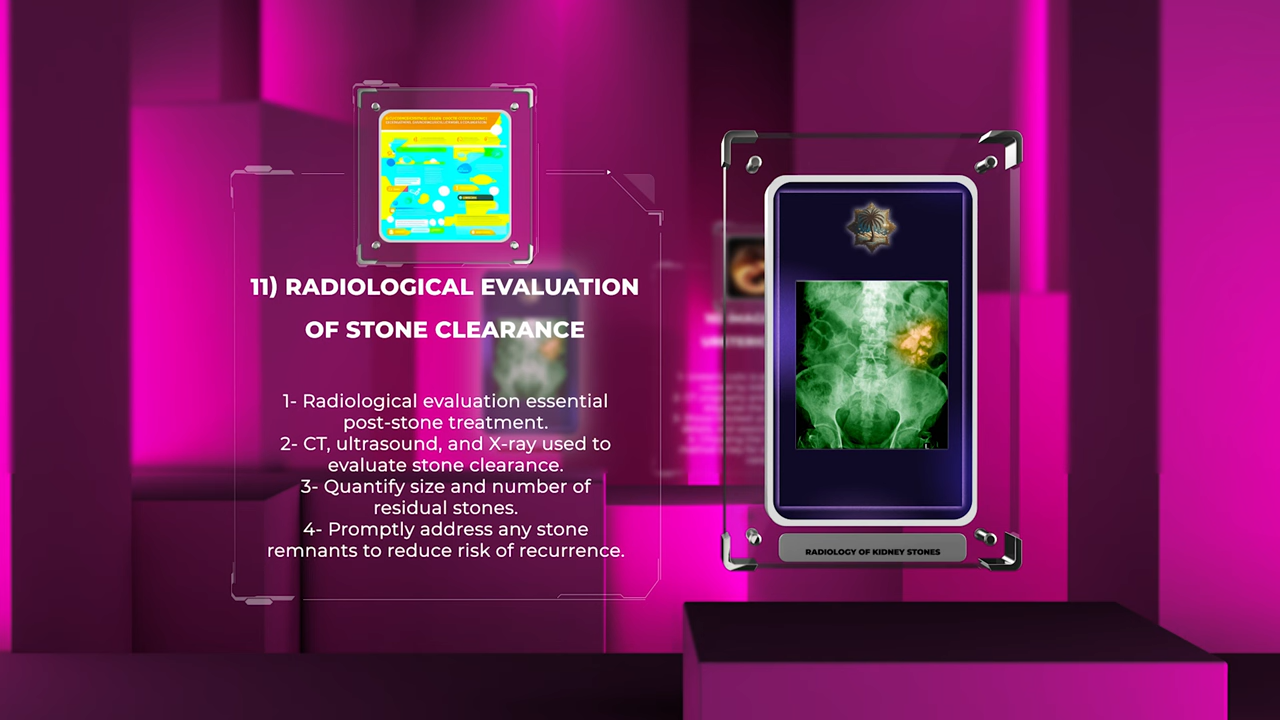 11) RADIOLOGICAL EVALUATION
OF STONE CLEARANCE
1- Radiological evaluation essential
post-stone treatment.
2- CT, ultrasound, and X-ray used to
evaluate stone clearance.
3- Quantify size and number of
residual stones.
4- Promptly address any stone
remnants to reduce risk of recurrence.
RADIOLOGY OF KIDNEY STONES